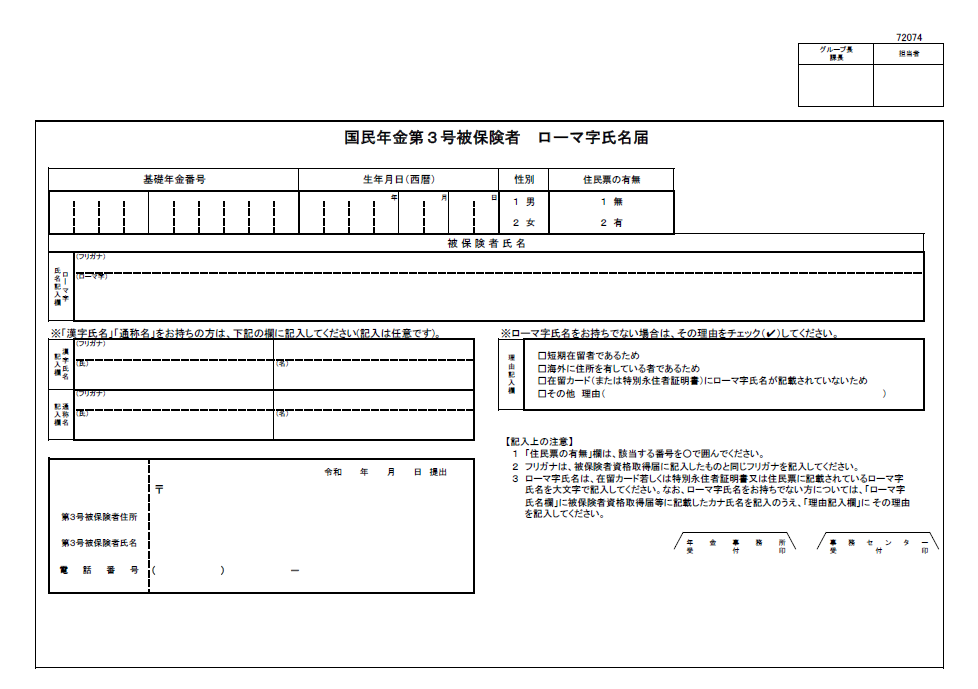 72074
グループ長
課長
担当者
国民年金第３号被保険者　ローマ字氏名届
基礎年金番号
生年月日（西暦）
性別
住民票の有無
年
月
日
１ 男
１ 無
２ 女
２ 有
被保険者氏名
ローマ字
氏名記入欄
（フリガナ）
（ローマ字）
※「漢字氏名」「通称名」をお持ちの方は、下記の欄に記入してください（記入は任意です）。
漢字氏名
記入欄
（フリガナ）
（氏）
（名）
通称名
記入欄
（フリガナ）
（氏）
（名）
※ローマ字氏名をお持ちでない場合は、その理由をチェック（✔）してください。
理由記入欄
□短期在留者であるため
□海外に住所を有している者であるため
□在留カード（または特別永住者証明書）にローマ字氏名が記載されていないため
□その他 理由（ ）
令和 年 月 日 提出
〒
第3号被保険者住所
第3号被保険者氏名
電話番号 （ ） ー
【記入上の注意】
１ 「住民票の有無」欄は、該当する番号を○で囲んでください。
２ フリガナは、被保険者資格取得届に記入したものと同じフリガナを記入してください。
３ ローマ字氏名は、在留カード若しくは特別永住者証明書又は住民票に記載されているローマ字
氏名を大文字で記入してください。なお、ローマ字氏名をお持ちでない方については、「ローマ字
氏名欄」に被保険者資格取得届等に記載したカナ氏名を記入のうえ、「理由記入欄」に その理由
を記入してください。
年金事務所
受付印
事務センター
受付印